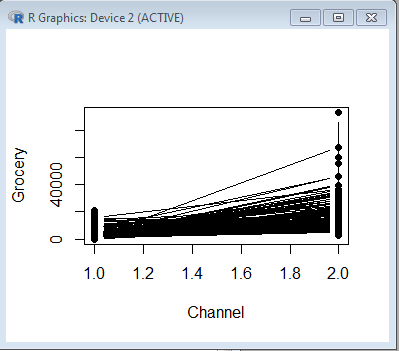 R Graphics: Device 2 (ACTIVE)
Grocery
40000
0
1.0 1.2 1.4 1.6 1.8 2.0
Channel